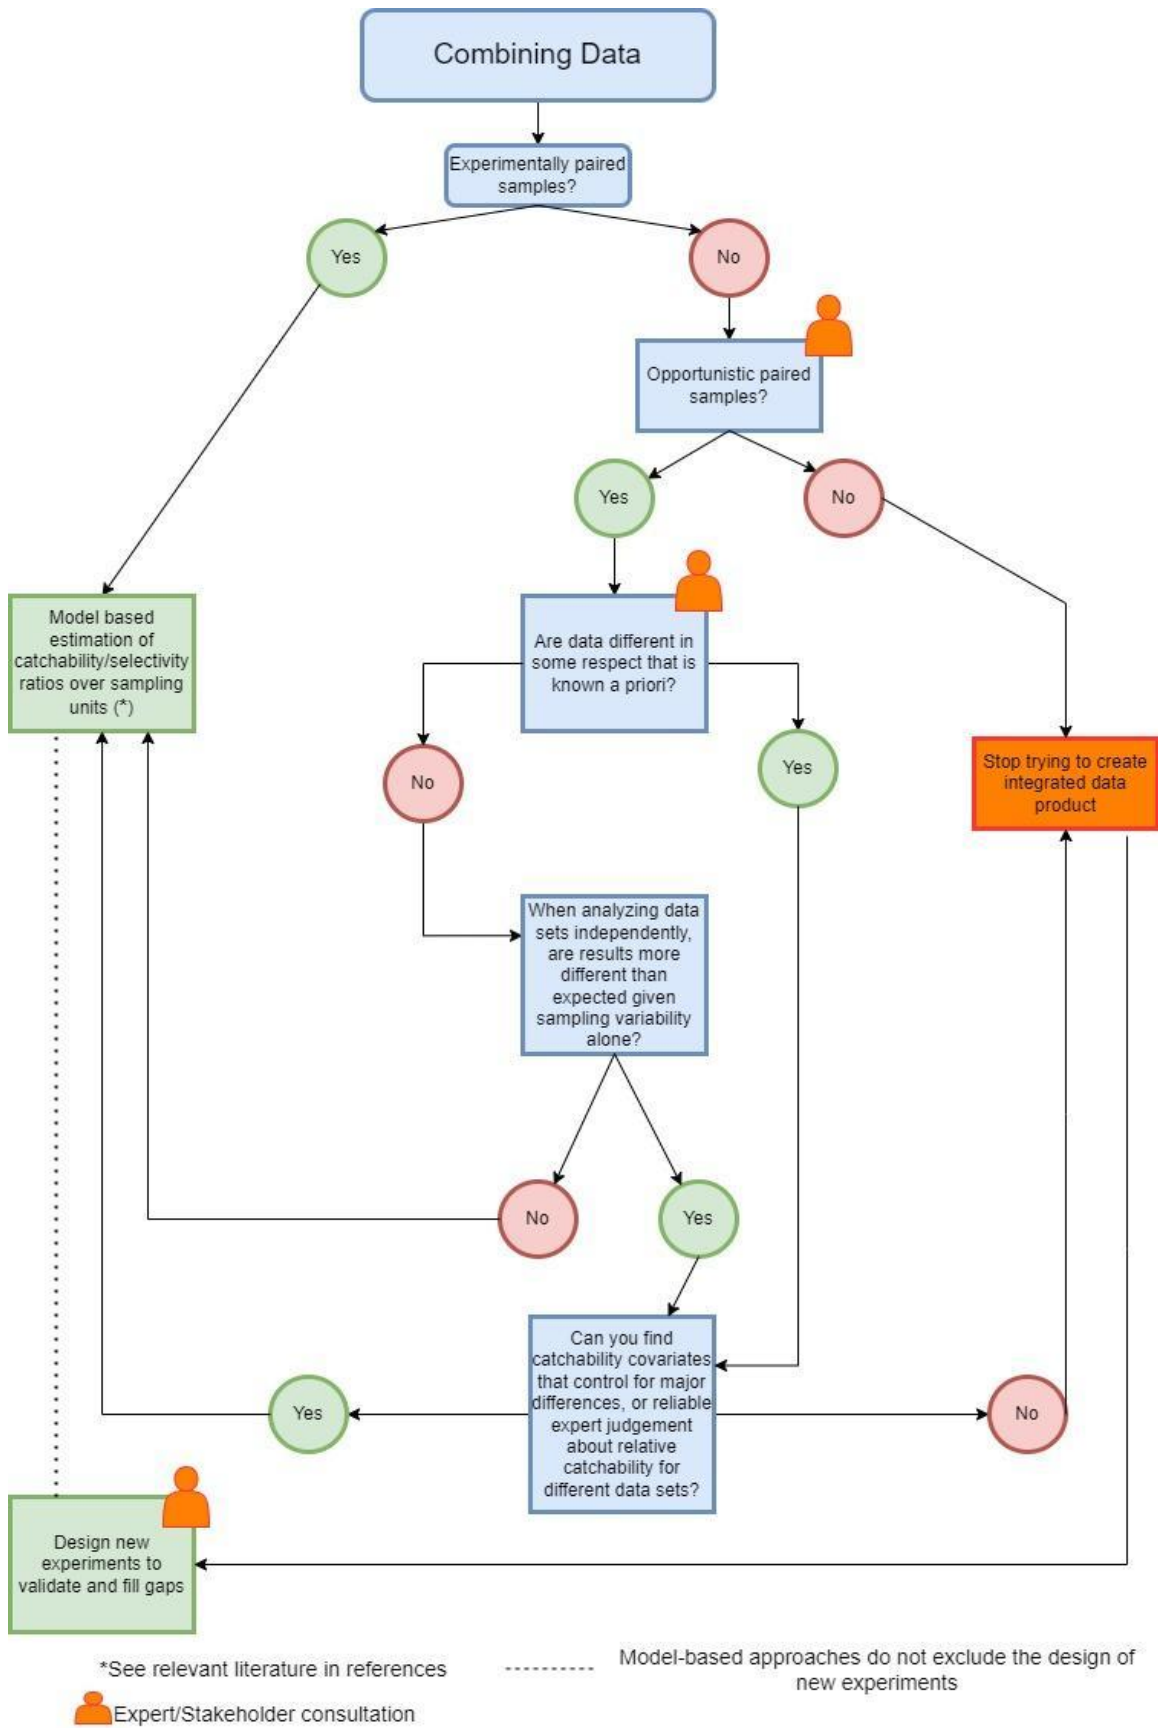 Combining Data
Experimentally paired
samples?
Yes
No
Opportunistic paired
samples?
Yes
No
Model based
estimation of
catchability/selectivity
ratios over sampling
units (*)
Are data different in
some respect that is
known a priori?
No
Yes
Stop trying to create
integrated data
product
When analyzing data
sets independently,
are results more
different than
expected given
sampling variability
alone?
No
Yes
Can you find
catchability covariates
that control for major
differences, or reliable
expert judgement
about relative
catchability for
different data sets?
Yes
No
Design new
experiments to
validate and fill gaps
*See relevant literature in references
Model-based approaches do not exclude the design of
new experiments
Expert/Stakeholder consultation